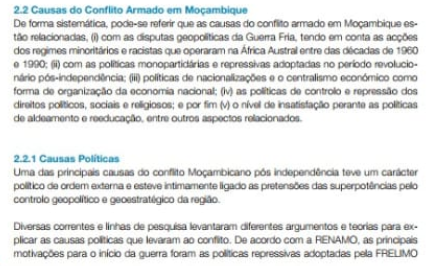 2.2 Causas do Conflito Armado em Moçambique
De forma sistemática, pode-se referir que as causas do conflito armado em Moçambique es-
tão relacionadas, (i) com as disputas geopolíticas da Guerra Fria, tendo em conta as acções
dos regimes minoritários e racistas que operaram na África Austral entre das décadas de 1960
e 1990; (ii) com as políticas monopartidárias e repressivas adoptadas no período revolucio-
nário pós-independência; (iii) políticas de nacionalizações e o centralismo económico como
forma de organização da economia nacional; (iv) as políticas de controlo e repressão dos
direitos políticos, sociais e religiosos; e por fim (v) o nível de insatisfação perante as políticas
de aldeamento e reeducação, entre outros aspectos relacionados.
2.2.1 Causas Políticas
Uma das principais causas do conflito Moçambicano pós independência teve um carácter
político de ordem externa e esteve intimamente ligado as pretensões das superpotências pelo
controlo geopolítico e geoestratégico da região.
Diversas correntes e linhas de pesquisa levantaram diferentes argumentos e teorias para ex-
plicar as causas políticas que levaram ao conflito. De acordo com a RENAMO, as principais
motivações para o início da guerra foram as políticas repressivas adoptadas pela FRELIMO